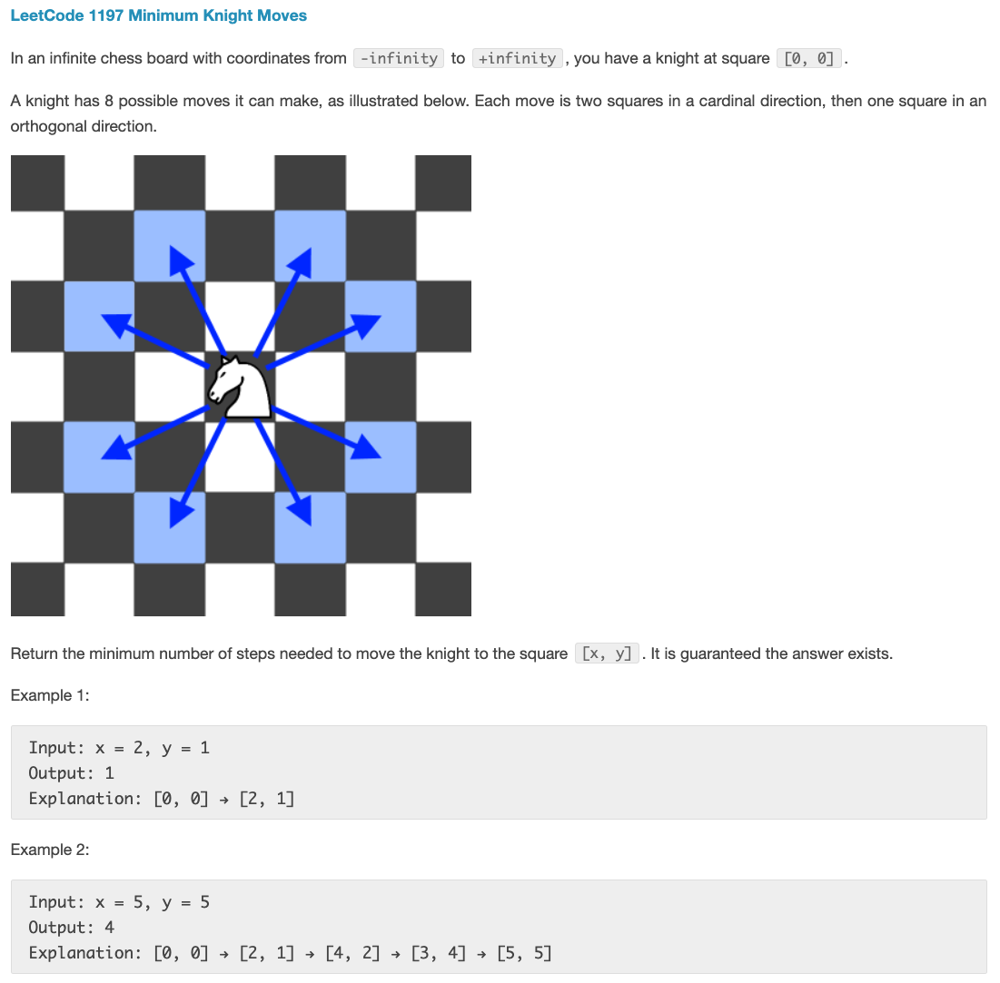 LeetCode 1197 Minimum Knight Moves
In an infinite chess board with coordinates from -infinity to +infinity, you have a knight at square [0, 0].
A knight has 8 possible moves it can make, as illustrated below. Each move is two squares in a cardinal direction, then one square in an
orthogonal direction.
Return the minimum number of steps needed to move the knight to the square [x, y]. It is guaranteed the answer exists.
Example 1:
Input: x = 2, y = 1
Output: 1
Explanation: [0, 0] → [2, 1]
Example 2:
Input: x = 5, y = 5
Output: 4
Explanation: [0, 0] → [2, 1] → [4, 2] → [3, 4] → [5, 5]